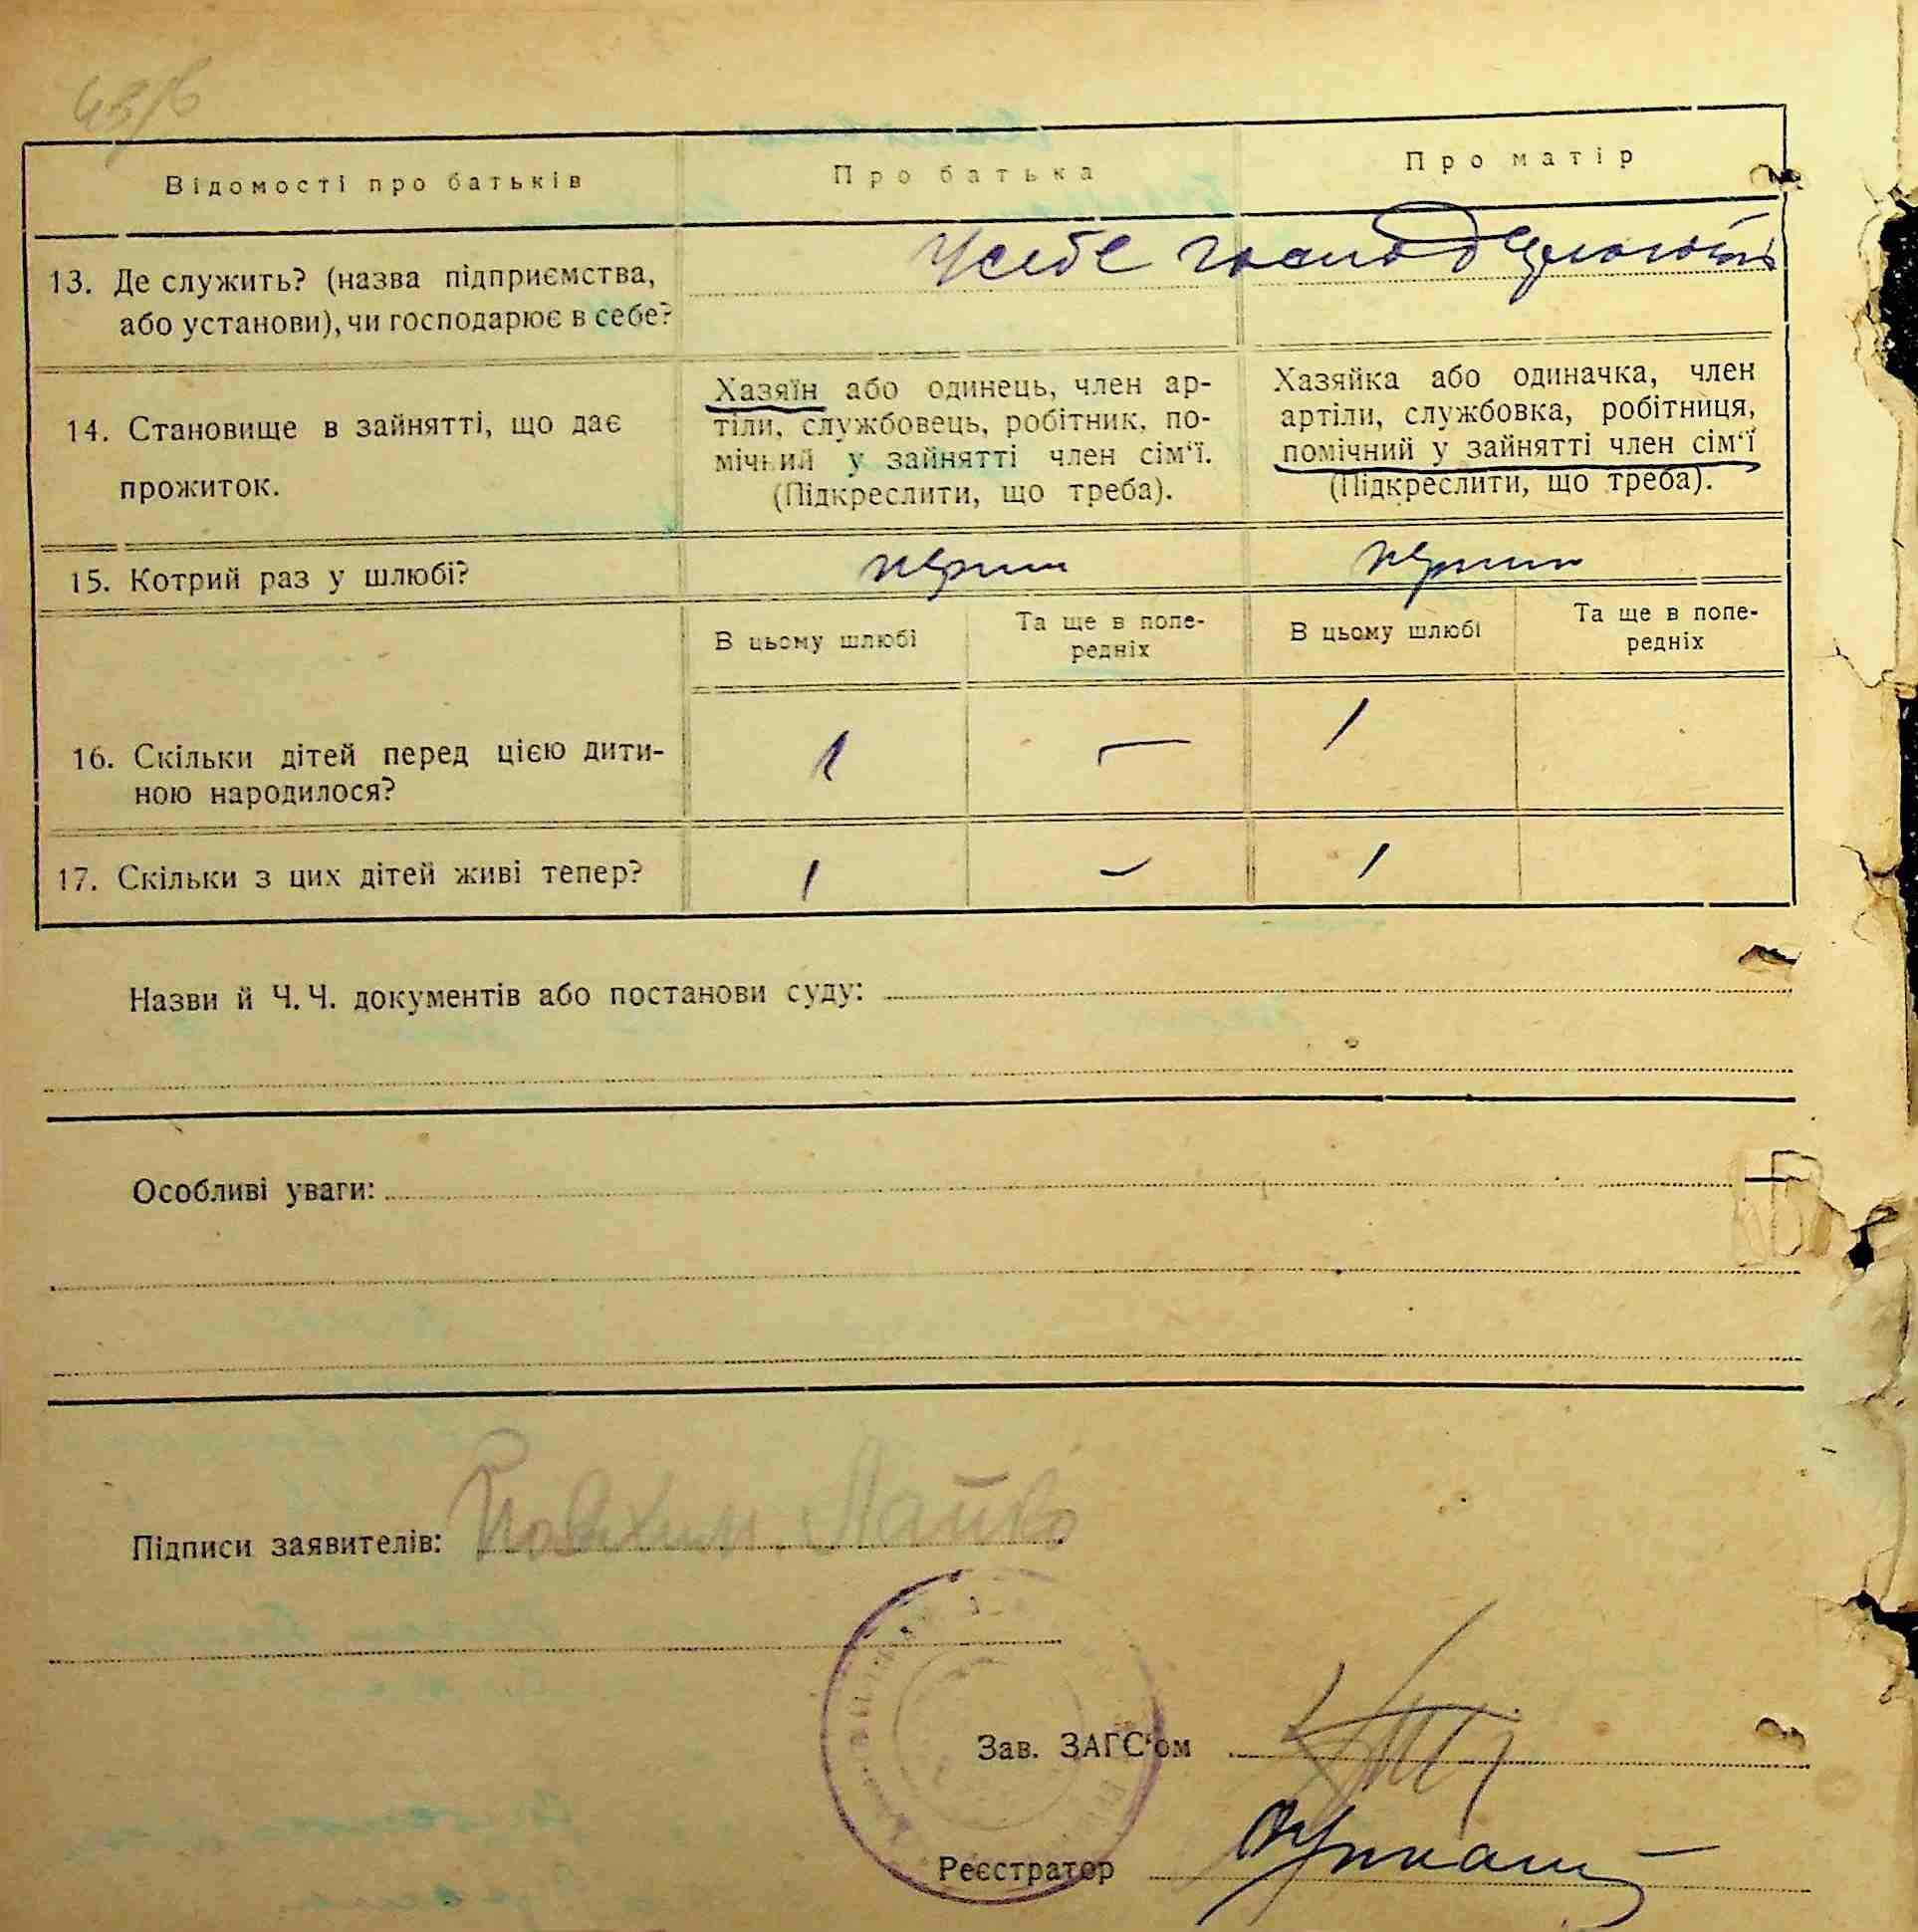 Відомості про батьків
Про батька
Про матір
13. Де служить? (назва підприємства,
або установи), чи господарює в себе?
У себе
14. Становище в зайнятті, що дає
прожиток.
Хазяїн або одинець, член ар-
тіли, службовець, робітник, по-
мічний у зайнятті член сім'ї.
(Підкреслити, що треба).
Хазяйка або одиначка, член
артіли, службовка, робітниця,
помічний у зайнятті член сім'ї
(Підкреслити, що треба).
15. Котрий раз у шлюбі?
перший
перший
В цьому шлюбі
Та ще в попе-
редніх
В цьому шлюбі
Та ще в попе-
редніх
16. Скільки дітей перед цією дити-
ною народилося?
1 — 1
17. Скільки з цих дітей живі тепер?
1 — 1
Назви й Ч. Ч. документів або постанови суду:
Особливі уваги:
Підписи заявителів:
Зав. ЗАГС'ом
Реєстратор